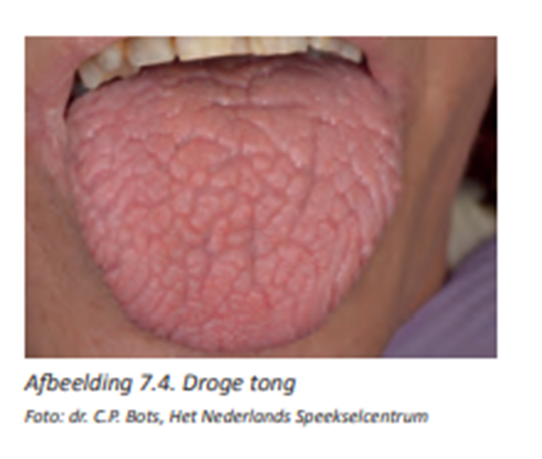 Afbeelding 7.4. Droge tong
Foto: dr. C.P. Bots, Het Nederlands Speekselcentrum